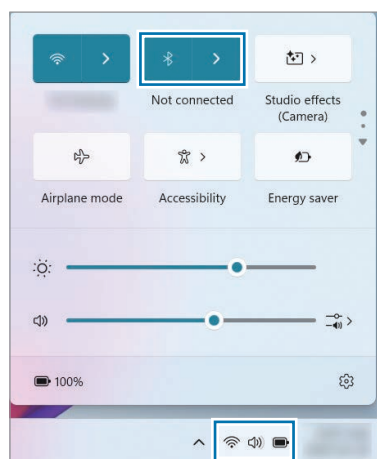 Not connected
Studio effects
(Camera)
Airplane mode
Accessibility
Energy saver
100%